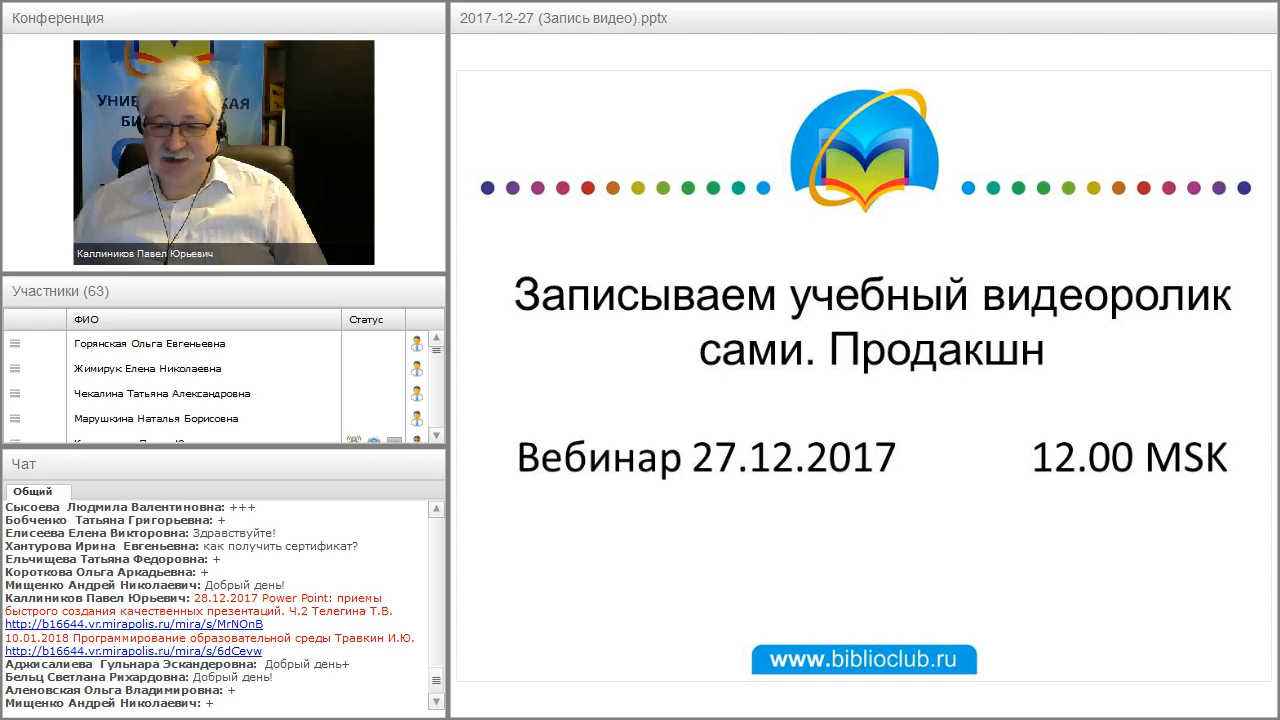 Конференция
УНИВ
КАЯ
БИ
Каллиников Павел Юрьевич
Участники (63)
ФИО
Статус
Горянская Ольга Евгеньевна
Жимирук Елена Николаевна
Чекалина Татьяна Александровна
Марушкина Наталья Борисовна
Чат
Общий
Сысоева Людмила Валентиновна: +++
Бобченко Татьяна Григорьевна: +
Елисеева Елена Викторовна: Здравствуйте!
Хантурова Ирина Евгеньевна: как получить сертификат?
Ельчищева Татьяна Федоровна: +
Короткова Ольга Аркадьевна: +
Мищенко Андрей Николаевич: Добрый день!
Каллиников Павел Юрьевич: 28.12.2017 Power Point: приемы
быстрого создания качественных презентаций. Ч.2 Телегина Т.В.
http://b16644.vr.mirapolis.ru/mira/s/MrNOnB
10.01.2018 Программирование образовательной среды Травкин И.Ю.
http://b16644.vr.mirapolis.ru/mira/s/6dCevw
Аджисалиева Гульнара Эскандеровна: Добрый день+
Бельц Светлана Рихардовна: Добрый день!
Аленовская Ольга Владимировна: +
Мищенко Андрей Николаевич: +
2017-12-27 (Запись видео).pptx
Записываем учебный видеоролик
сами. Продакшн
Вебинар 27.12.2017 12.00 MSK
www.biblioclub.ru